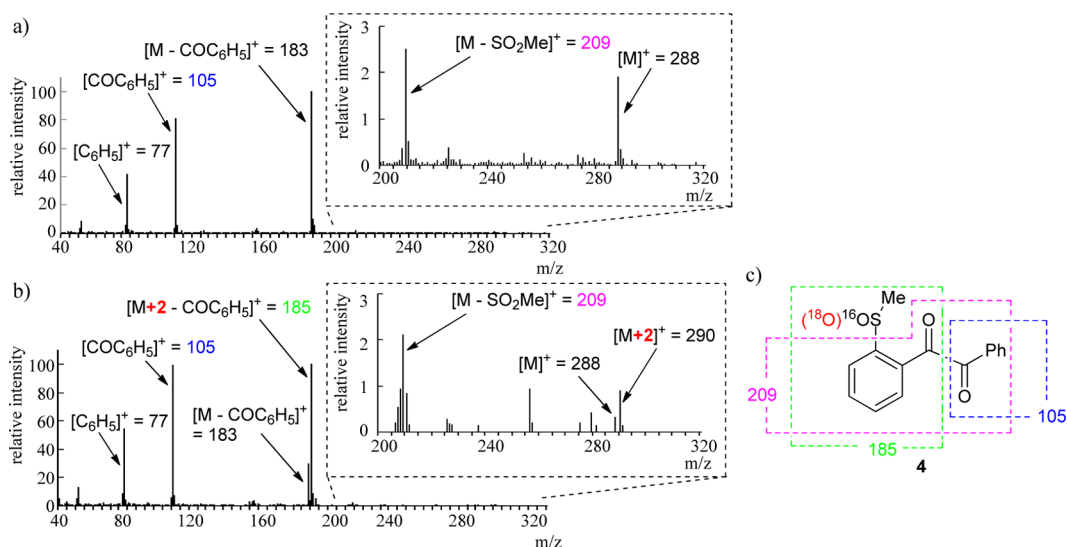 a)
relative intensity
100
80
60
40
20
0
40
80
120
160
200
240
280
320
m/z
[C₆H₅]⁺ = 77
[COC₆H₅]⁺ = 105
[M - COC₆H₅]⁺ = 183
relative intensity
3
2
1
0
200
240
280
320
m/z
[M - SO₂Me]⁺ = 209
[M]⁺ = 288
b)
relative intensity
100
80
60
40
20
0
40
80
120
160
200
240
280
320
m/z
[M+2 - COC₆H₅]⁺ = 185
[COC₆H₅]⁺ = 105
[C₆H₅]⁺ = 77
[M - COC₆H₅]⁺
= 183
relative intensity
3
2
1
0
200
240
280
320
m/z
[M - SO₂Me]⁺ = 209
[M]⁺ = 288
[M+2]⁺ = 290
c)
Me
(¹⁸O)¹⁶OS
O
Ph
O
209
105
185
4